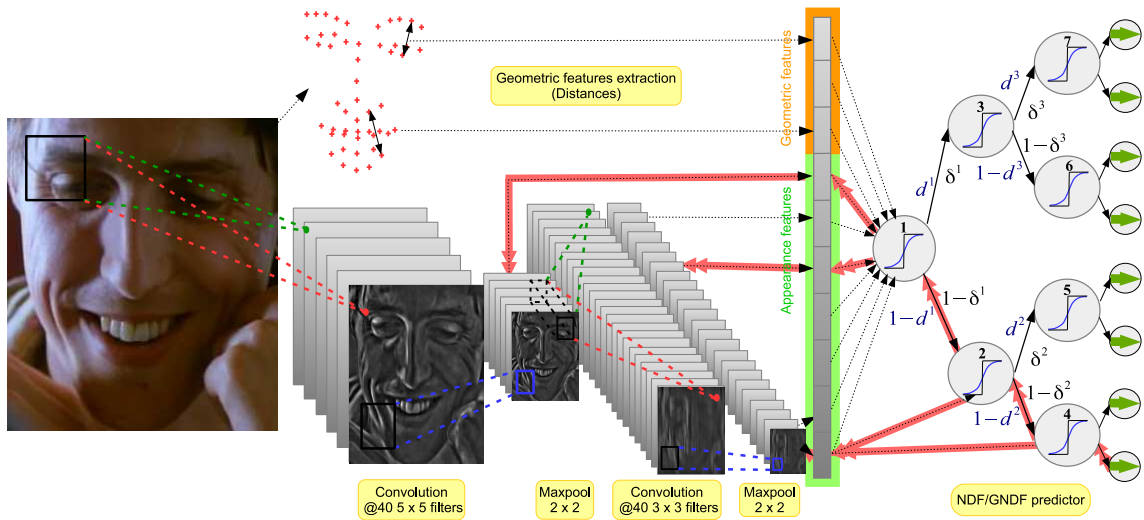 Geometric features extraction
(Distances)
Geometric features
Appearance features
1
2
3
4
5
6
7
d¹
δ¹
1−δ¹
1−d¹
d³
δ³
1−δ³
1−d³
d²
δ²
1−δ²
1−d²
Convolution
@40 5 x 5 filters
Maxpool
2 x 2
Convolution
@40 3 x 3 filters
Maxpool
2 x 2
NDF/GNDF predictor